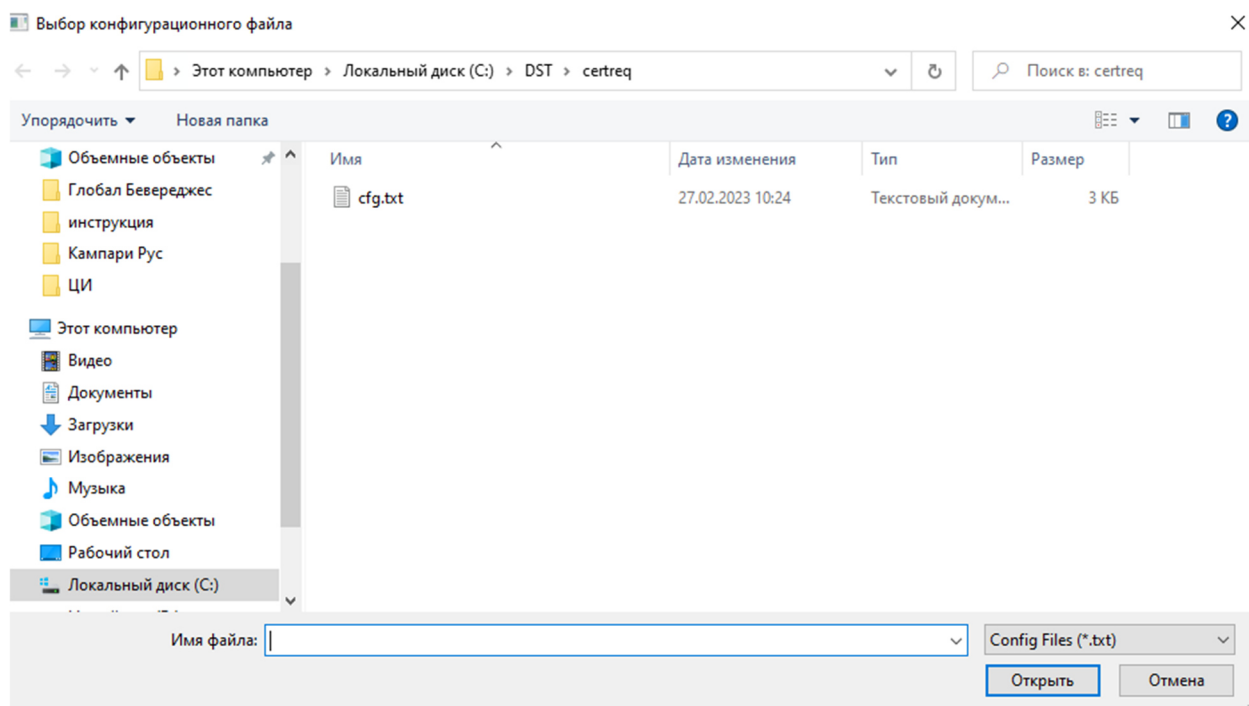 Выбор конфигурационного файла
Этот компьютер > Локальный диск (C:) > DST > certreq
Поиск в: certreq
Упорядочить Новая папка
Объемные объекты
Глобал Бевереджес
инструкция
Кампари Рус
ЦИ
Этот компьютер
Видео
Документы
Загрузки
Изображения
Музыка
Объемные объекты
Рабочий стол
Локальный диск (C:)
Имя Дата изменения Тип Размер
cfg.txt 27.02.2023 10:24 Текстовый докум... 3 КБ
Имя файла: Config Files (*.txt)
Открыть Отмена